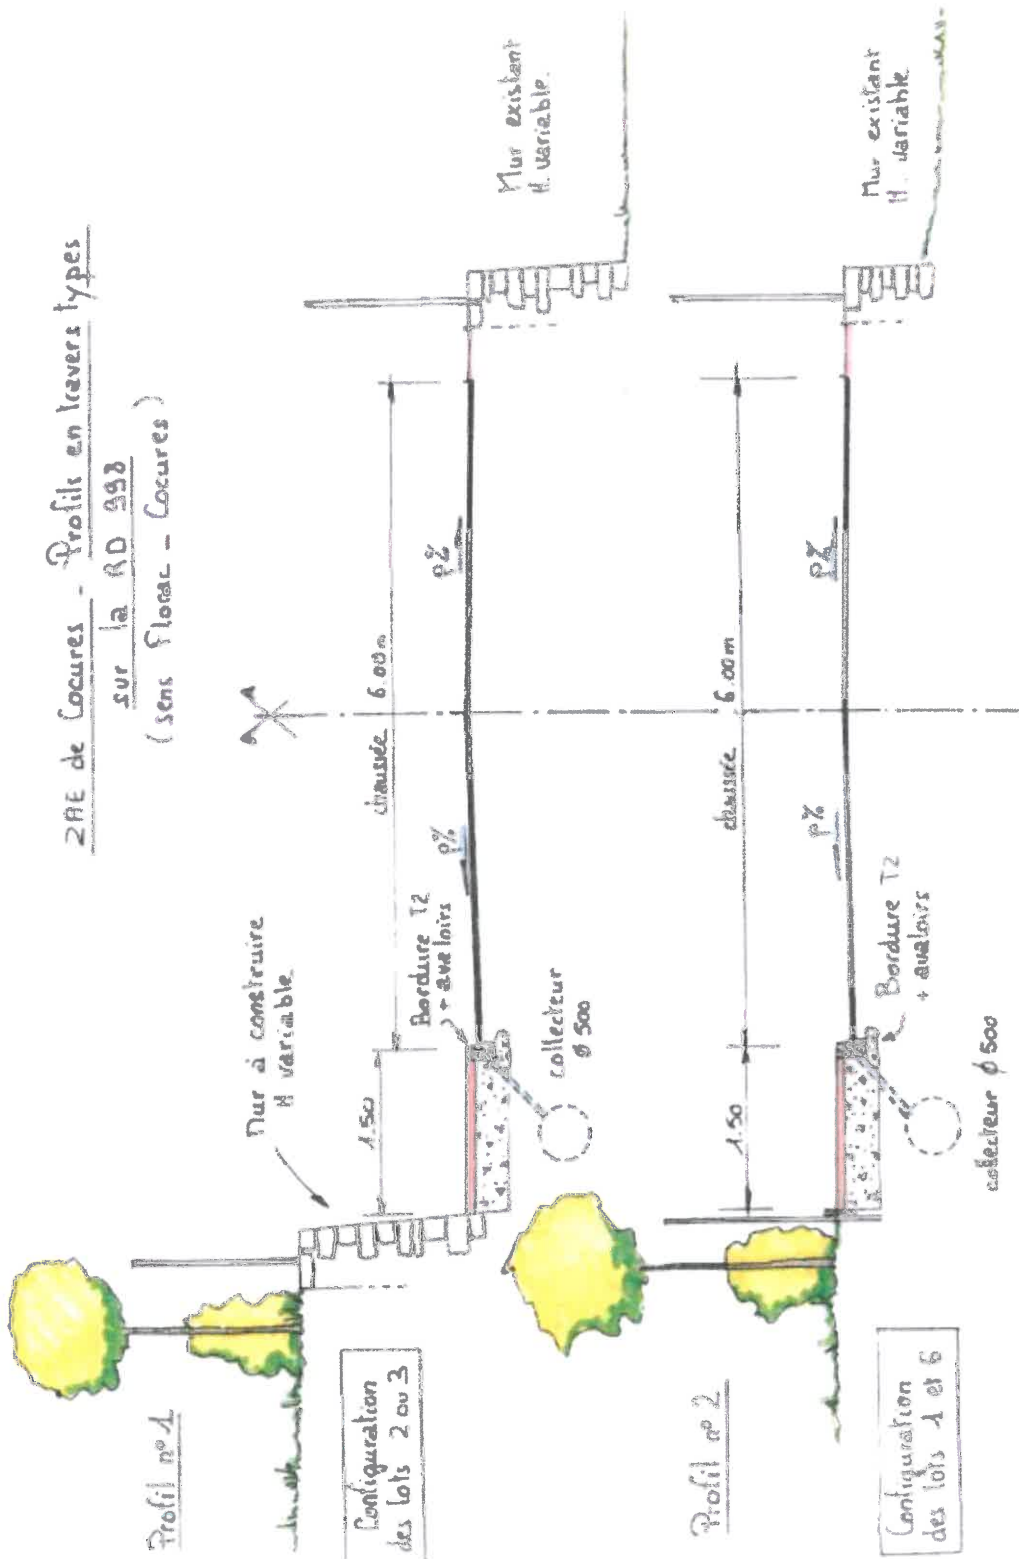 ZAE de Cocures - Profils en travers types
sur la RD 998
(sens Florac - Cocures)
Profil n° 1
Configuration
des lots 2 ou 3
Mur à construire
H variable
1.50
chaussée 6.00m
Bordure T2
+ avaloirs
collecteur
ø 500
p%
p%
Mur existant
H. variable.
Profil n° 2
Configuration
des lots 1 et 6
1.50
chaussée 6.00m
Bordure T2
+ avaloirs
collecteur ø 500
p%
p%
Mur existant
H. variable